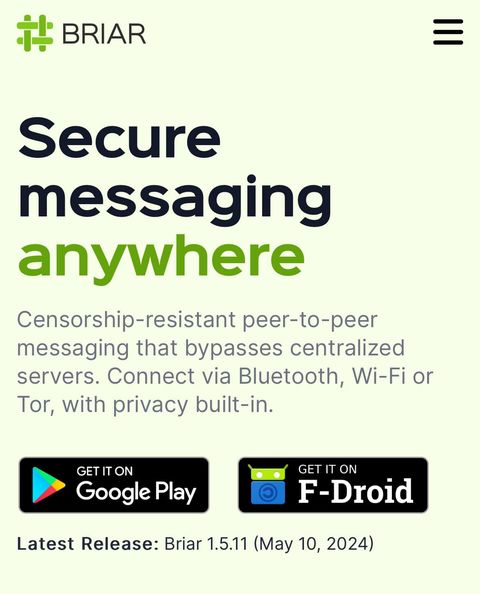 BRIAR
Secure
messaging
anywhere
Censorship-resistant peer-to-peer
messaging that bypasses centralized
servers. Connect via Bluetooth, Wi-Fi or
Tor, with privacy built-in.
GET IT ON
Google Play
GET IT ON
F-Droid
Latest Release: Briar 1.5.11 (May 10, 2024)